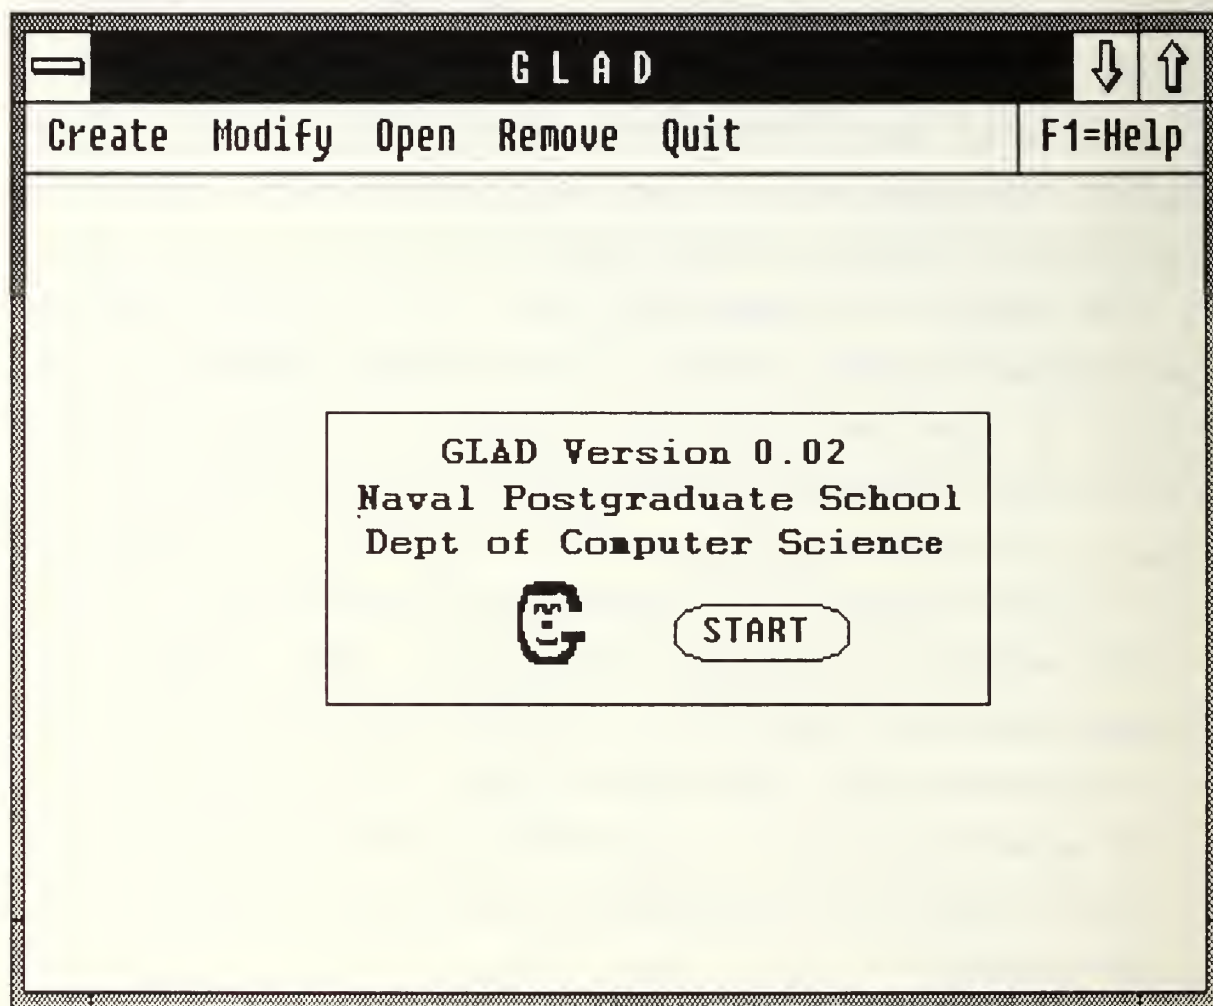 G L A D
Create Modify Open Remove Quit F1=Help
GLAD Version 0.02
Naval Postgraduate School
Dept of Computer Science
START